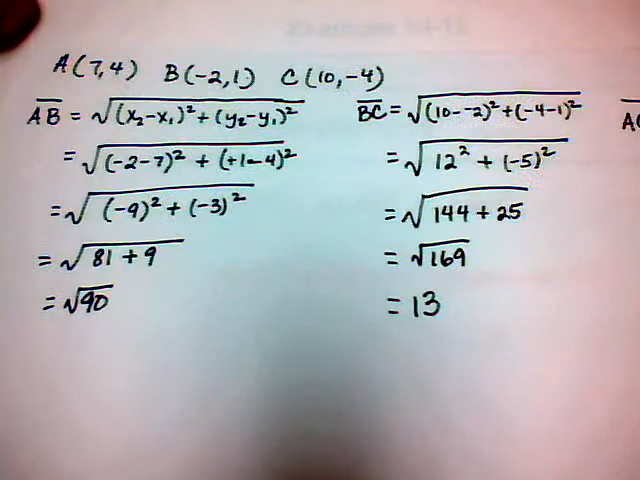 A(7,4) B(-2,1) C(10,-4)
AB = √(x₂-x₁)²+(y₂-y₁)²
= √(-2-7)² + (+1-4)²
= √(-9)² + (-3)²
= √81 + 9
= √90
BC = √(10--2)²+(-4-1)²
= √12² + (-5)²
= √144 + 25
= √169
= 13